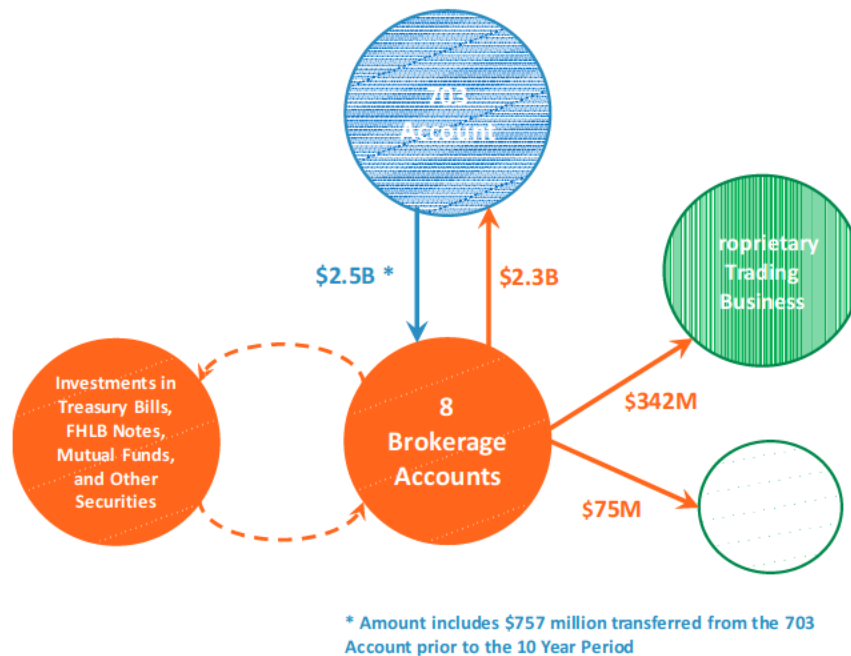 703
Account
$2.5B *
$2.3B
roprietary
Trading
Business
Investments in
Treasury Bills,
FHLB Notes,
Mutual Funds,
and Other
Securities
8
Brokerage
Accounts
$342M
$75M
* Amount includes $757 million transferred from the 703
Account prior to the 10 Year Period